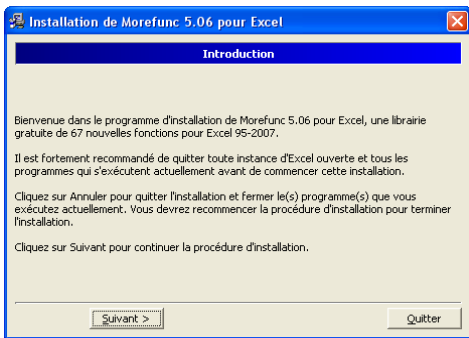 Installation de Morefunc 5.06 pour Excel
Introduction
Bienvenue dans le programme d'installation de Morefunc 5.06 pour Excel, une librairie
gratuite de 67 nouvelles fonctions pour Excel 95-2007.
Il est fortement recommandé de quitter toute instance d'Excel ouverte et tous les
programmes qui s'exécutent actuellement avant de commencer cette installation.
Cliquez sur Annuler pour quitter l'installation et fermer le(s) programme(s) que vous
exécutez actuellement. Vous devrez recommencer la procédure d'installation pour terminer
l'installation.
Cliquez sur Suivant pour continuer la procédure d'installation.
Suivant >
Quitter